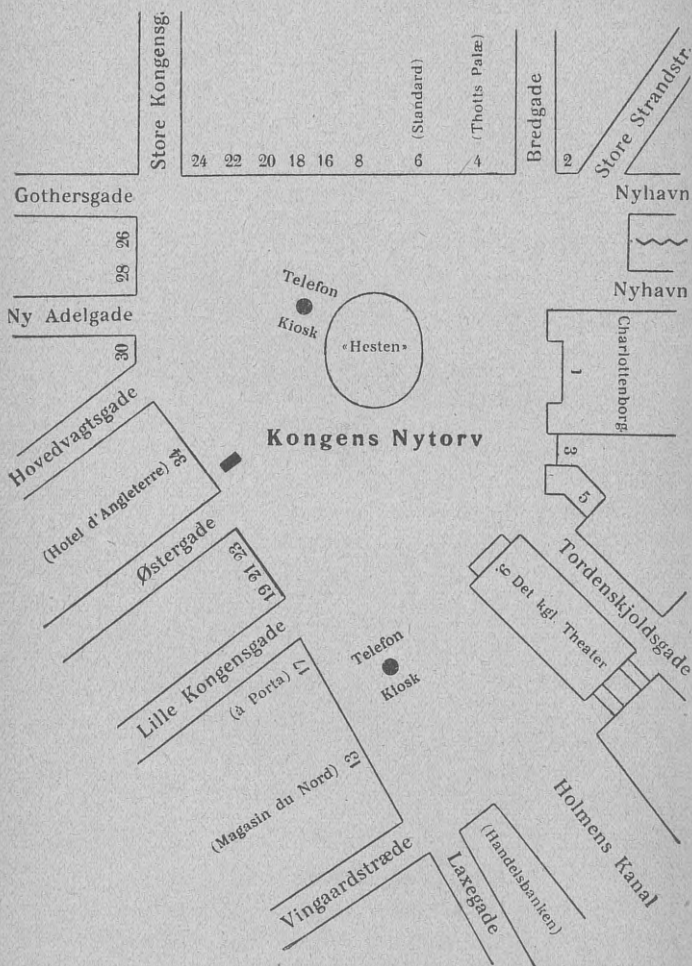 Store Kongensg.
(Standard)
(Thotts Palæ)
Bredgade
Store Strandstr.
24 22 20 18 16 8 6 4
2
Gothersgade
Nyhavn
26
28
Nyhavn
Ny Adelgade
30
Telefon
Kiosk
«Hesten»
Charlottenborg
1
Kongens Nytorv
Hovedvagtsgade
34
(Hotel d'Angleterre)
3
5
Østergade
19 21 23
Tordenskjoldsgade
9.
Det kgl. Theater
Lille Kongensgade
17
(à Porta)
Telefon
Kiosk
13
(Magasin du Nord)
Holmens Kanal
Vingaardstræde
Laxegade
(Handelsbanken)